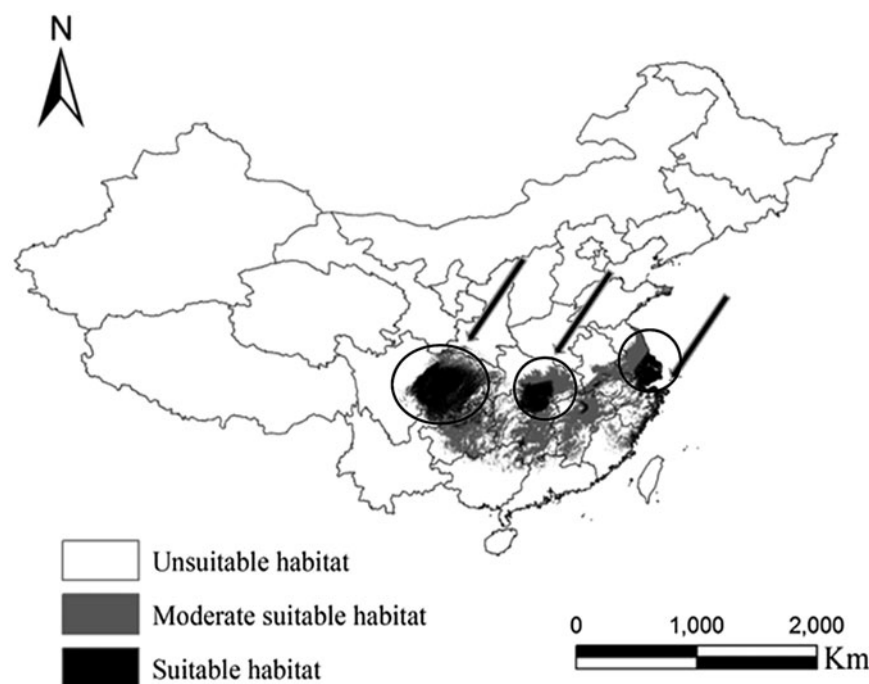 N
Unsuitable habitat
Moderate suitable habitat
Suitable habitat
0 1,000 2,000
Km